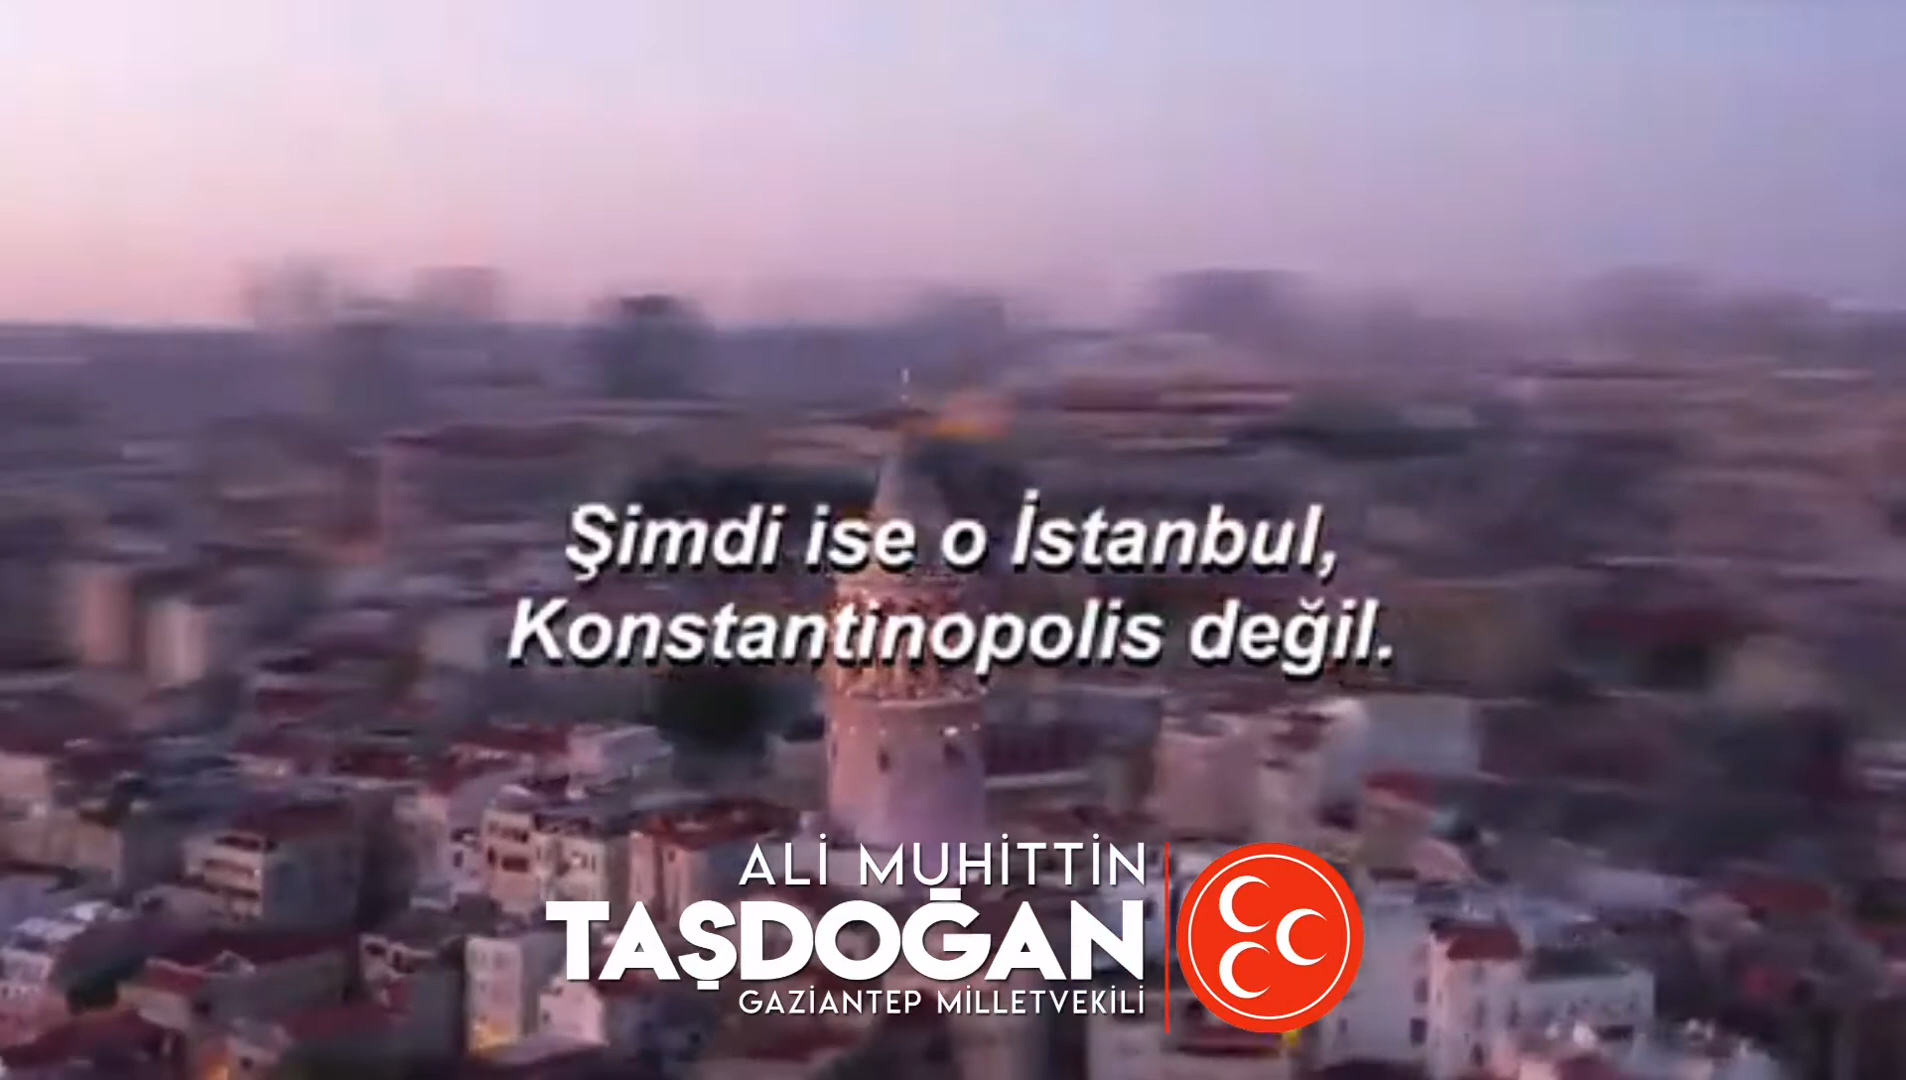 Şimdi ise o İstanbul,
Konstantinopolis değil.
ALİ MUHİTTİN
TAŞDOĞAN
GAZİANTEP MİLLETVEKİLİ